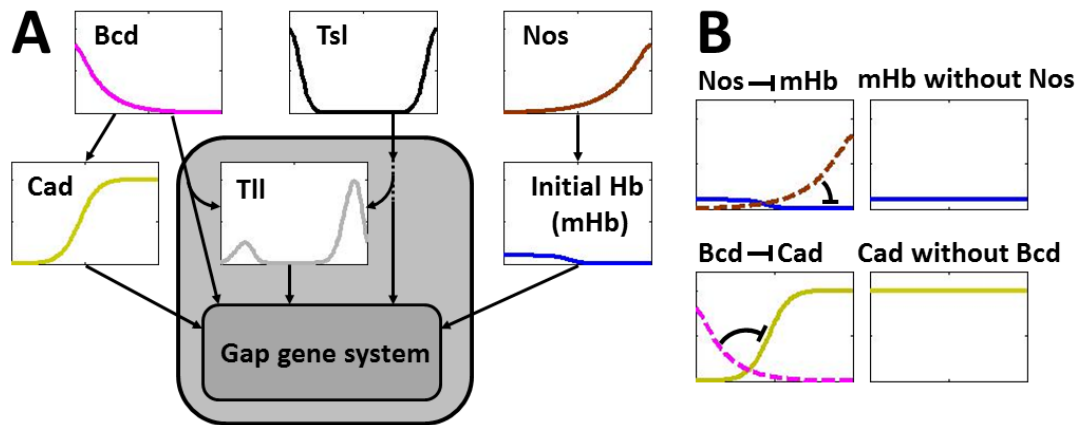 A
Bcd
Tsl
Nos
Cad
Tll
Initial Hb
(mHb)
Gap gene system
B
Nos mHb
mHb without Nos
Bcd Cad
Cad without Bcd